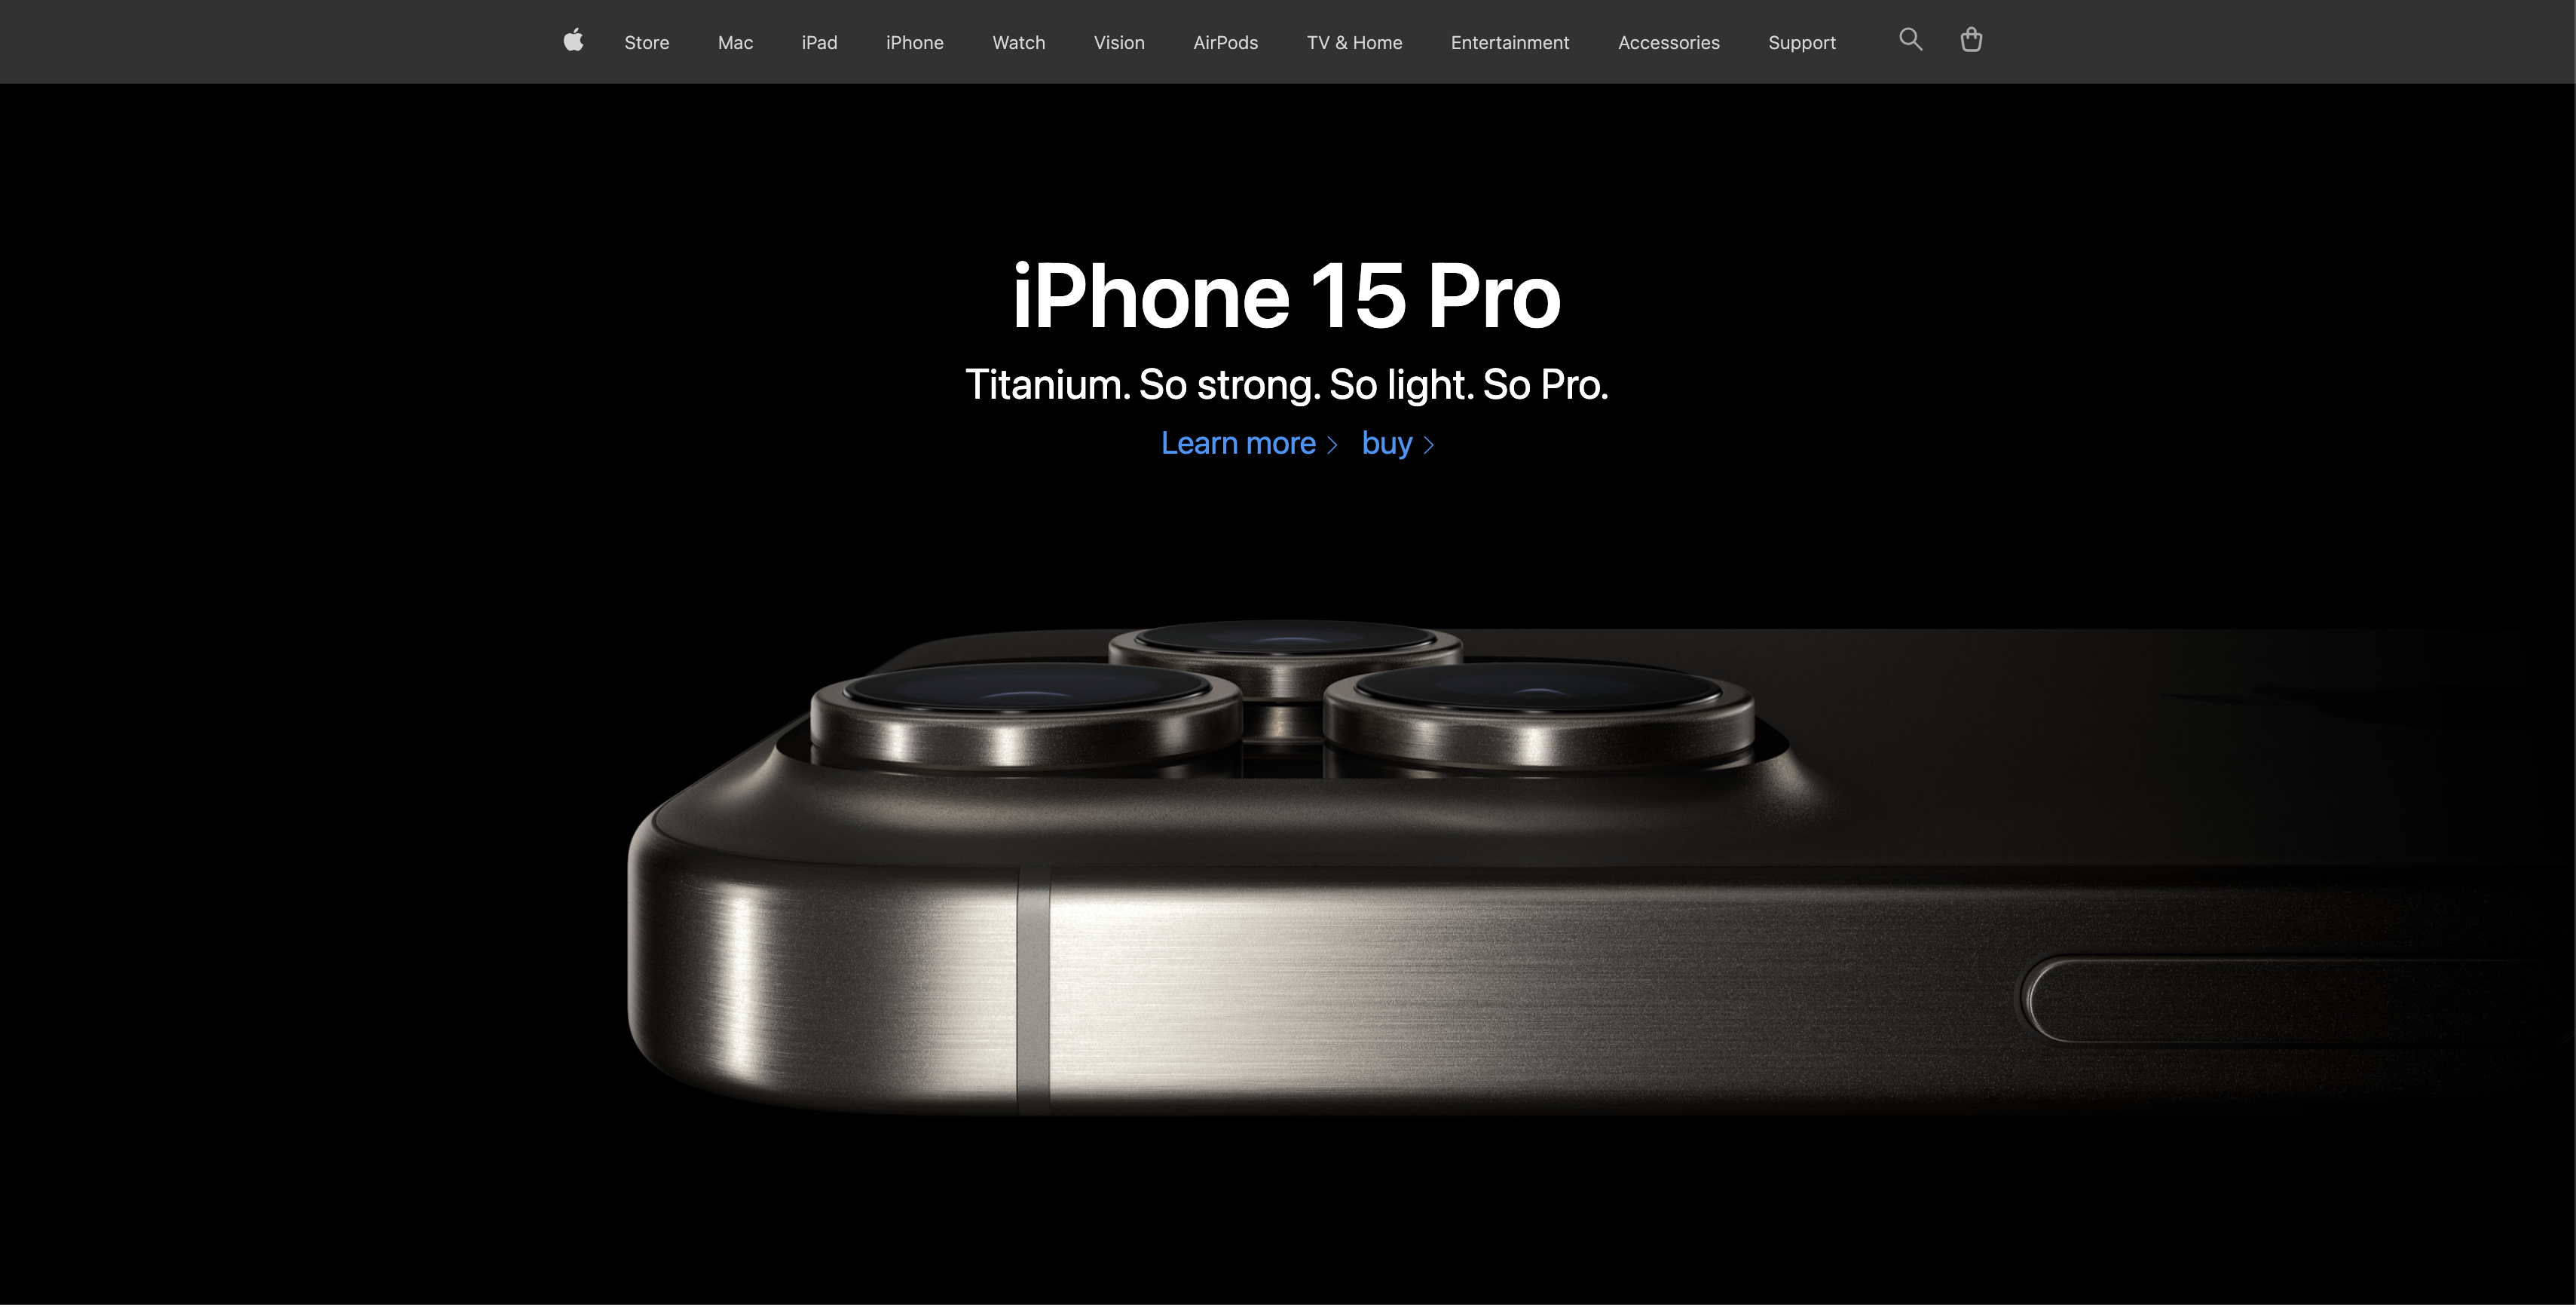 Store Mac iPad iPhone Watch Vision AirPods TV & Home Entertainment Accessories Support
iPhone 15 Pro
Titanium. So strong. So light. So Pro.
Learn more > buy >